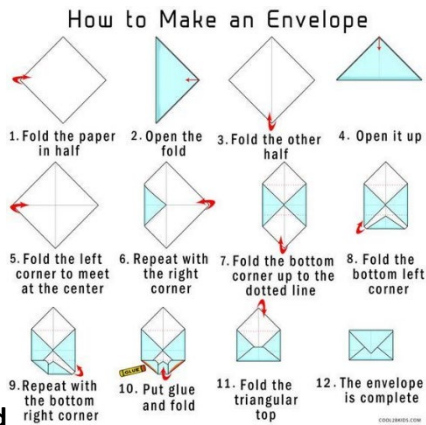 How to Make an Envelope
1. Fold the paper
in half
2. Open the
fold
3. Fold the other
half
4. Open it up
5. Fold the left
corner to meet
at the center
6. Repeat with
the right
corner
7. Fold the bottom
corner up to the
dotted line
8. Fold the
bottom left
corner
9. Repeat with
the bottom
right corner
10. Put glue
and fold
11. Fold the
triangular
top
12. The envelope
is complete
COOL2BKIDS.COM